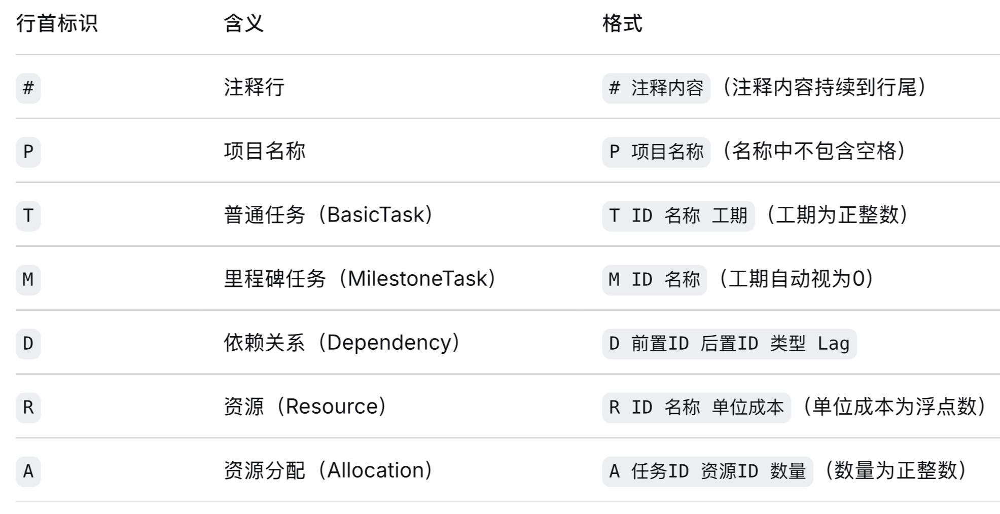 行首标识 含义 格式
# 注释行 # 注释内容 （注释内容持续到行尾）
P 项目名称 P 项目名称 （名称中不包含空格）
T 普通任务（BasicTask） T ID 名称 工期 （工期为正整数）
M 里程碑任务（MilestoneTask） M ID 名称 （工期自动视为0）
D 依赖关系（Dependency） D 前置ID 后置ID 类型 Lag
R 资源（Resource） R ID 名称 单位成本 （单位成本为浮点数）
A 资源分配（Allocation） A 任务ID 资源ID 数量 （数量为正整数）